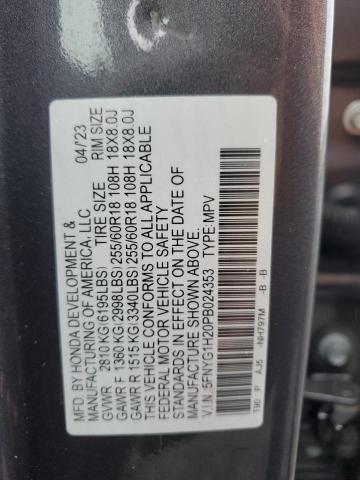 MFD. BY HONDA DEVELOPMENT & 04/'23
MANUFACTURING OF AMERICA, LLC
TIRE SIZE RIM SIZE
GVWR 2810 KG(6195LBS)
GAWR F 1360 KG(2998LBS) 255/60R18 108H 18X8.0J
GAWR R 1515 KG(3340LBS) 255/60R18 108H 18X8.0J
THIS VEHICLE CONFORMS TO ALL APPLICABLE
FEDERAL MOTOR VEHICLE SAFETY
STANDARDS IN EFFECT ON THE DATE OF
MANUFACTURE SHOWN ABOVE.
V.I.N.:5FNYG1H20PB024353 TYPE:MPV
T90 P AJ5 -NH797M -B -B